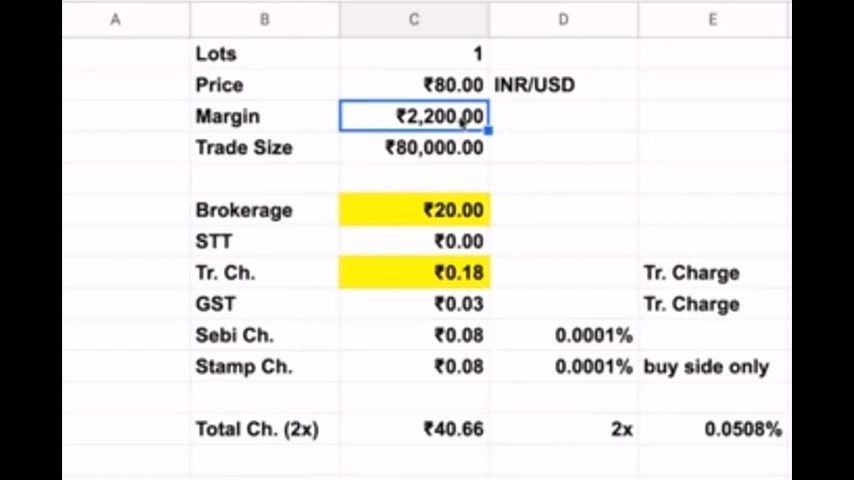 A B C D E
Lots 1
Price ₹80.00 INR/USD
Margin ₹2,200.00
Trade Size ₹80,000.00
Brokerage ₹20.00
STT ₹0.00
Tr. Ch. ₹0.18 Tr. Charge
GST ₹0.03 Tr. Charge
Sebi Ch. ₹0.08 0.0001%
Stamp Ch. ₹0.08 0.0001% buy side only
Total Ch. (2x) ₹40.66 2x 0.0508%